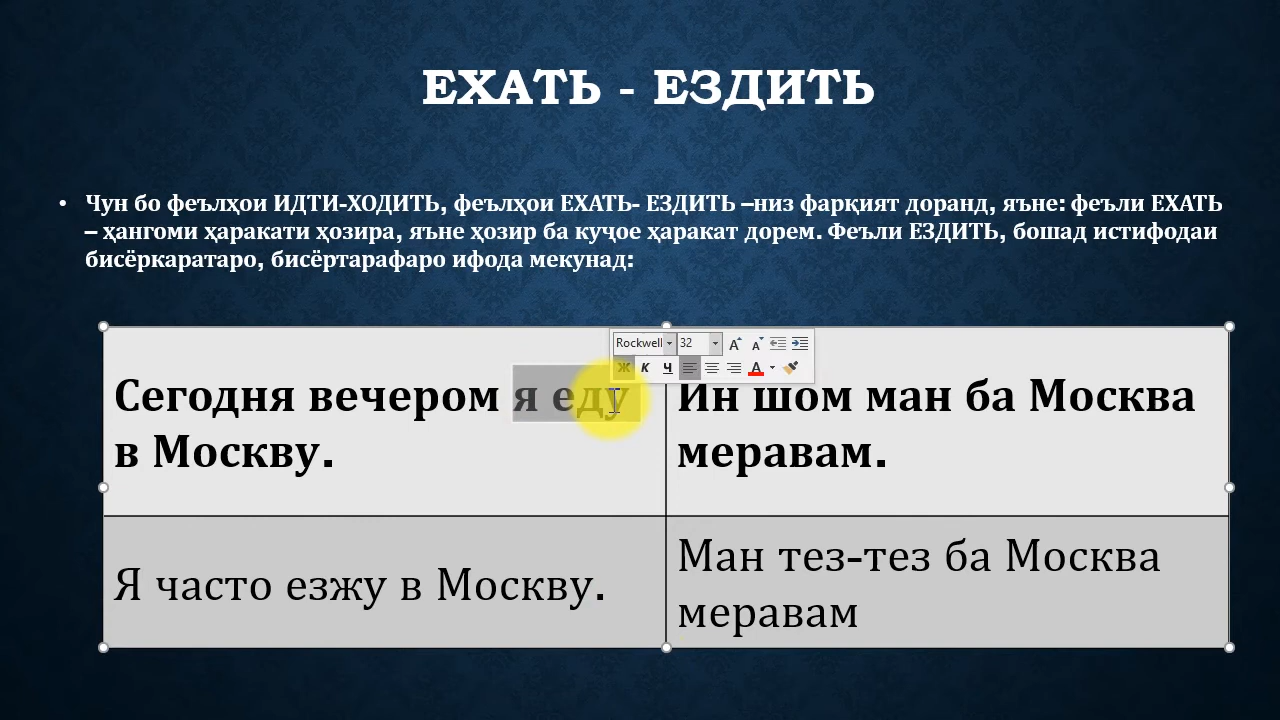 ЕХАТЬ - ЕЗДИТЬ
• Чун бо феълҳои ИДТИ-ХОДИТЬ, феълҳои ЕХАТЬ- ЕЗДИТЬ –низ фарқият доранд, яъне: феъли ЕХАТЬ
– ҳангоми ҳаракати ҳозира, яъне ҳозир ба куҷое ҳаракат дорем. Феъли ЕЗДИТЬ, бошад истифодаи
бисёркаратаро, бисёртарафаро ифода мекунад:
Rockwell 32
Ж К Ч
Сегодня вечером я еду
в Москву.
Ин шом ман ба Москва
меравам.
Я часто езжу в Москву.
Ман тез-тез ба Москва
меравам